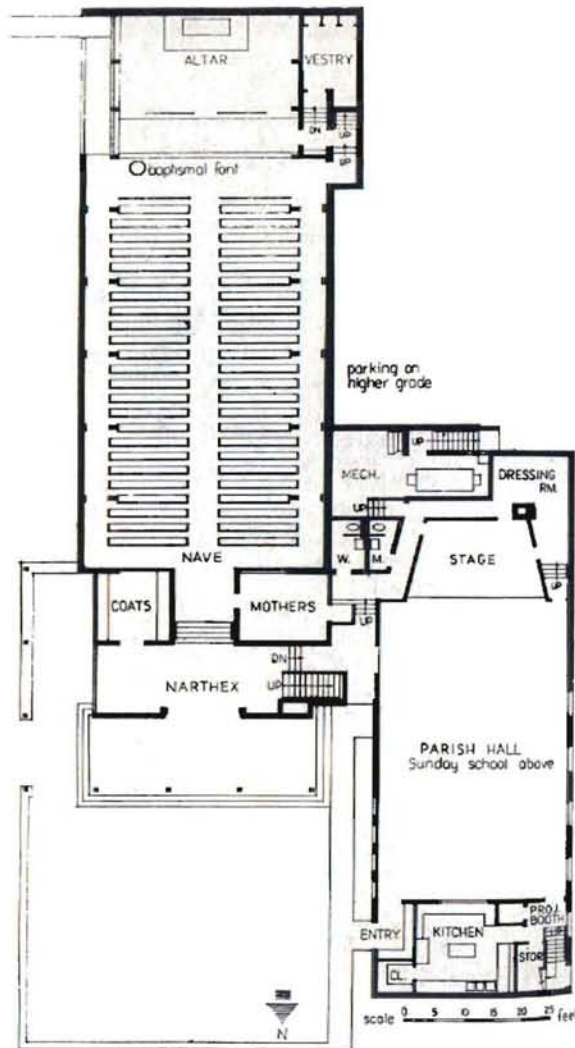 ALTAR
VESTRY
DN
UP
UP
baptismal font
parking on
higher grade
UP
MECH.
DRESSING
RM.
UP
W.
M.
STAGE
NAVE
UP
COATS
MOTHERS
UP
DN
NARTHEX
UP
PARISH HALL
Sunday school above
PROJ.
BOOTH
ENTRY
KITCHEN
UP
STOR
CL.
N
scale 0 5 10 15 20 25 feet